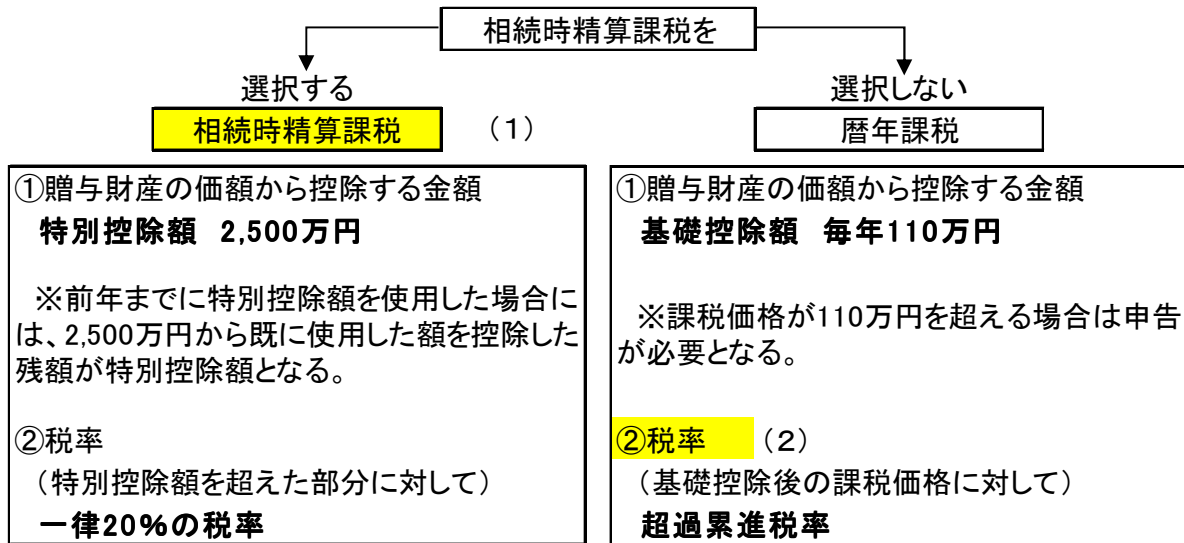 相続時精算課税を
選択する
相続時精算課税
（１）
①贈与財産の価額から控除する金額
特別控除額 2,500万円
※前年までに特別控除額を使用した場合に
は、2,500万円から既に使用した額を控除した
残額が特別控除額となる。
②税率
（特別控除額を超えた部分に対して）
一律20％の税率
選択しない
暦年課税
①贈与財産の価額から控除する金額
基礎控除額 毎年110万円
※課税価格が110万円を超える場合は申告
が必要となる。
②税率
（２）
（基礎控除後の課税価格に対して）
超過累進税率